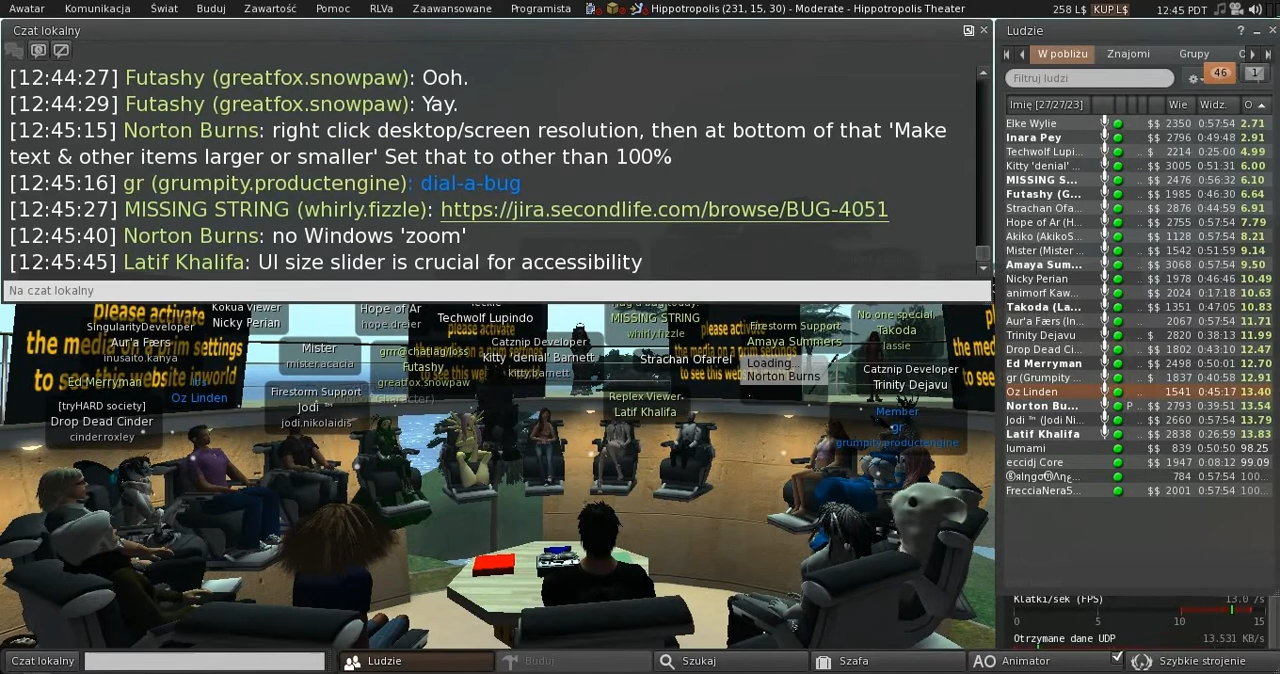 Awatar Komunikacja Świat Buduj Zawartość Pomoc RLVa Zaawansowane Programista Hippotropolis (231, 15, 30) - Moderate - Hippotropolis Theater 258 L$ KUP L$ 12:45 PDT
Czat lokalny
[12:44:27] Futashy (greatfox.snowpaw): Ooh.
[12:44:29] Futashy (greatfox.snowpaw): Yay.
[12:45:15] Norton Burns: right click desktop/screen resolution, then at bottom of that 'Make
text & other items larger or smaller' Set that to other than 100%
[12:45:16] gr (grumpity.productengine): dial-a-bug
[12:45:27] MISSING STRING (whirly.fizzle): https://jira.secondlife.com/browse/BUG-4051
[12:45:40] Norton Burns: no Windows 'zoom'
[12:45:45] Latif Khalifa: UI size slider is crucial for accessibility
Na czat lokalny
Ludzie
W pobliżu Znajomi Grupy
Filtruj ludzi 46 1
Imię [27/27/23] Wie Widz. O
Elke Wylie $$ 2350 0:57:54 2.71
Inara Pey $$ 2796 0:49:48 2.91
Techwolf Lupi... $ 2214 0:25:00 4.99
Kitty 'denial' ... $$ 3005 0:51:31 6.00
MISSING S... $$ 2476 0:56:32 6.10
Futashy (G... $$ 1985 0:46:30 6.64
Strachan Ofa... $$ 2876 0:44:59 6.91
Hope of Ar (H... $$ 2755 0:57:54 7.79
Akiko (AkikoS... $$ 1128 0:57:54 8.21
Mister (Mister ... $$ 1542 0:51:59 9.14
Amaya Sum... $$ 3068 0:57:54 9.50
Nicky Perian $$ 1978 0:46:46 10.49
animorf Kaw... $$ 2024 0:17:18 10.63
Takoda (La... $$ 1351 0:47:05 10.83
Aur'a Færs (In... 2067 0:57:54 11.71
Trinity Dejavu $ 2820 0:38:13 11.99
Drop Dead Ci... $$ 1802 0:43:10 12.47
Ed Merryman $$ 2498 0:50:01 12.70
gr (Grumpity ... $ 1837 0:40:58 12.91
Oz Linden 1541 0:45:17 13.40
Norton Bu... P .. $$ 2793 0:39:51 13.54
Jodi ™ (Jodi Ni... $$ 2660 0:57:54 13.79
Latif Khalifa $$ 2838 0:26:59 13.83
lumami $$ 839 0:50:50 98.25
eccidj Core $$ 1947 0:08:12 99.09
784 0:57:54 100...
FrecciaNera5... $$ 2001 0:57:54 100...
please activate
the media on a prim settings
to see this website inworld
SingularityDeveloper
Aur'a Færs
inusaito.kanya
Kokua Viewer
Nicky Perian
Hope of Ar
hope.dreier
Techwolf Lupindo
MISSING STRING
whirly.fizzle
please activate
Firestorm Support
Amaya Summers
No one special.
Takoda
lassie
Mister
mister.acacia
grrr@chatlag/loss
Futashy
greatfox.snowpaw
Catznip Developer
Kitty 'denial' Barnett
kitty.barnett
Strachan Ofarrel
Loading...
Norton Burns
Catznip Developer
Trinity Dejavu
Ed Merryman
Oz Linden
Firestorm Support
Jodi ™
jodi.nikolaidis
Replex Viewer
Latif Khalifa
Member
gr
grumpity.productengine
[tryHARD society]
Drop Dead Cinder
cinder.roxley
Klatki/sek (FPS) 13.0 /s
0 5 10 15
Otrzymane dane UDP 13.531 KB/s
Czat lokalny Ludzie Buduj Szukaj Szafa AO Animator Szybkie strojenie